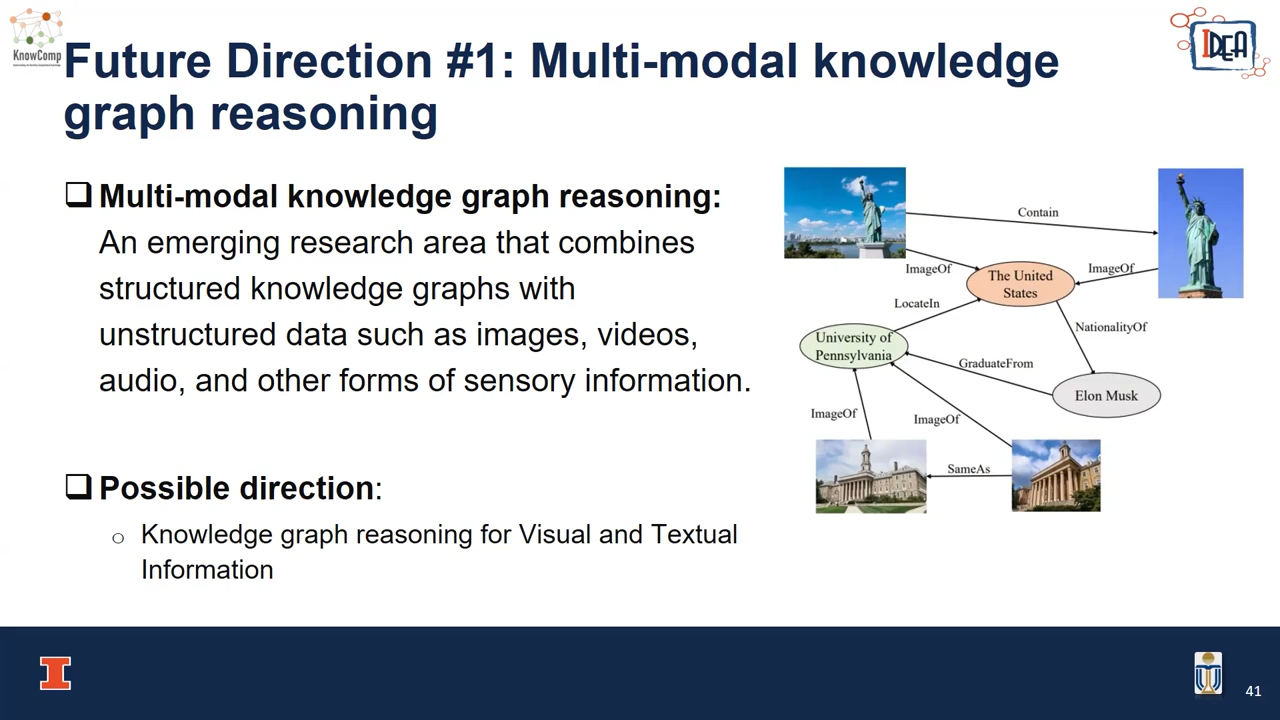 KnowComp
IDEA
Future Direction #1: Multi-modal knowledge
graph reasoning
Multi-modal knowledge graph reasoning:
An emerging research area that combines
structured knowledge graphs with
unstructured data such as images, videos,
audio, and other forms of sensory information.
Possible direction:
Knowledge graph reasoning for Visual and Textual
Information
Contain
ImageOf
The United
States
ImageOf
LocateIn
NationalityOf
University of
Pennsylvania
GraduateFrom
Elon Musk
ImageOf
ImageOf
SameAs
I
41